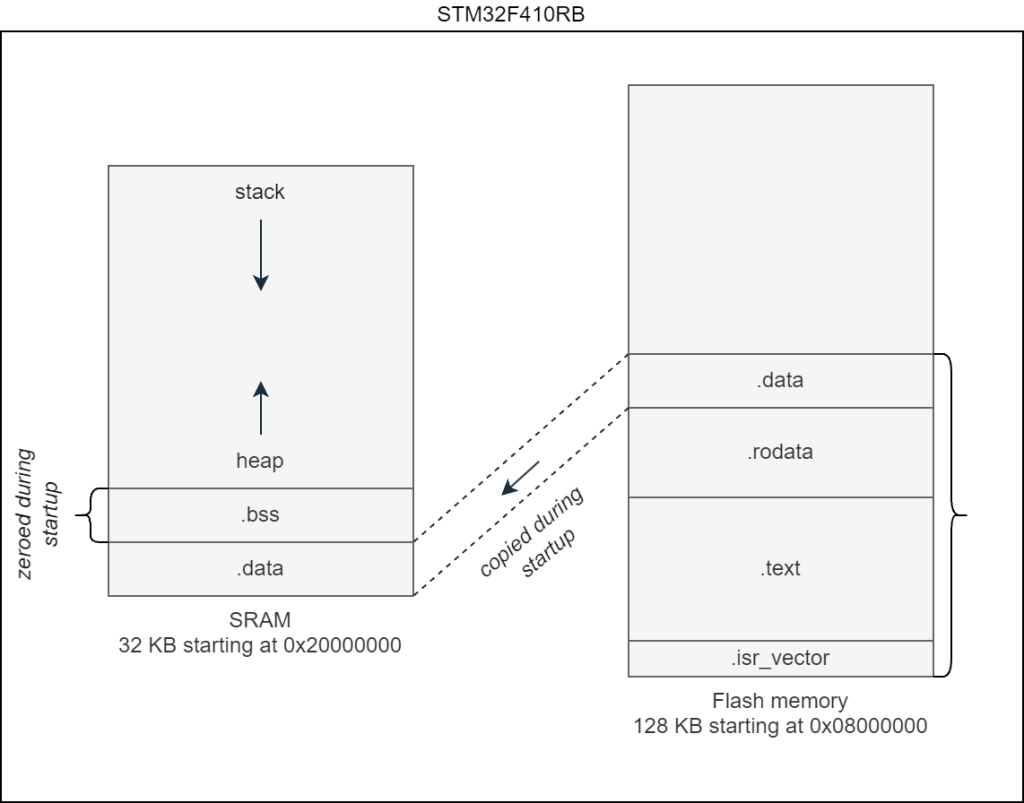 STM32F410RB
stack
heap
.bss
.data
zeroed during
startup
SRAM
32 KB starting at 0x20000000
copied during
startup
.data
.rodata
.text
.isr_vector
Flash memory
128 KB starting at 0x08000000